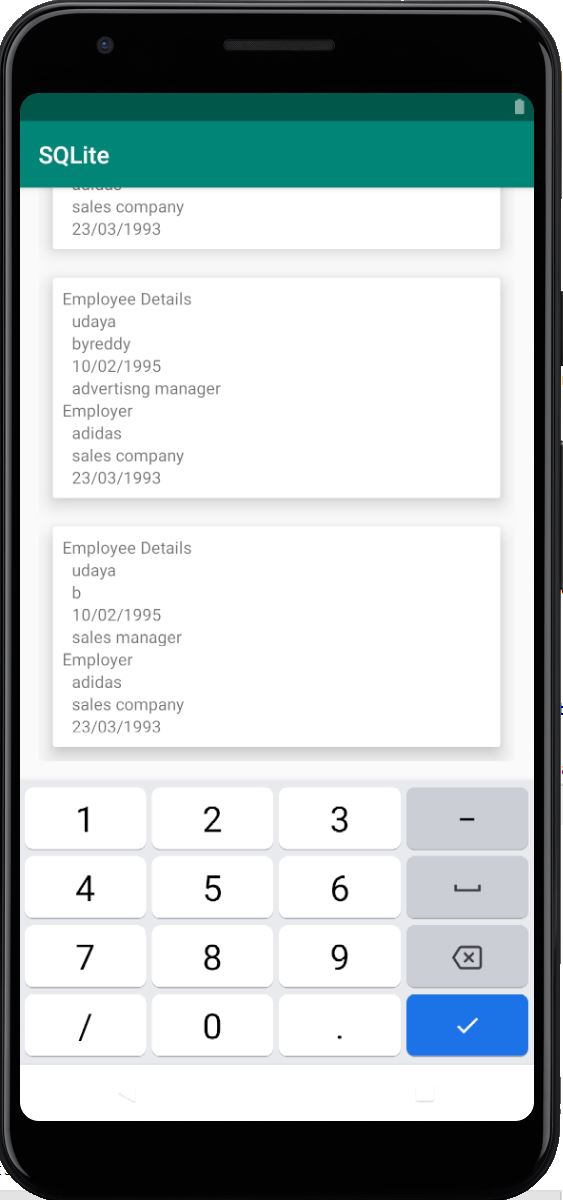 SQLite
adidas
sales company
23/03/1993
Employee Details
udaya
byreddy
10/02/1995
advertisng manager
Employer
adidas
sales company
23/03/1993
Employee Details
udaya
b
10/02/1995
sales manager
Employer
adidas
sales company
23/03/1993
1 2 3 -
4 5 6
7 8 9
/ 0 .